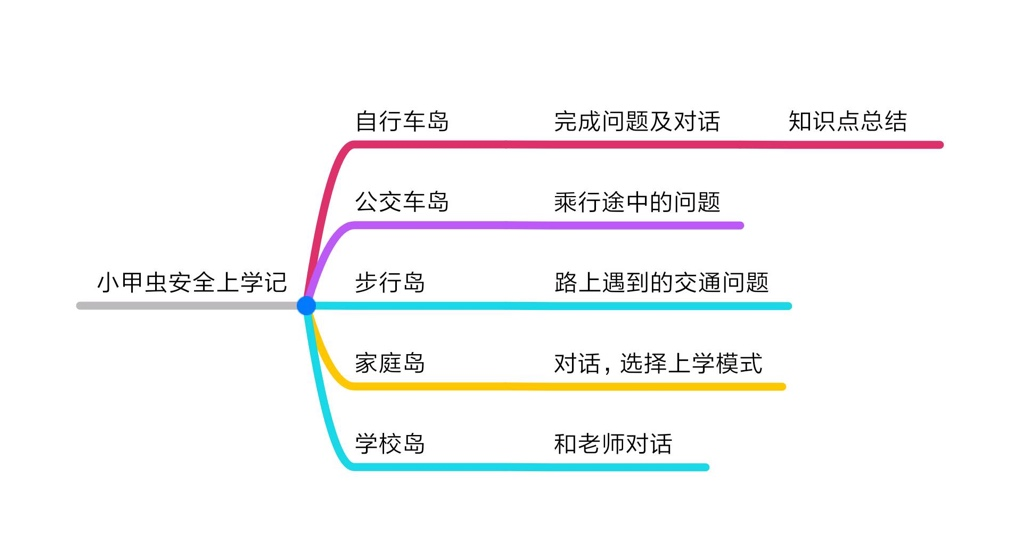 自行车岛 完成问题及对话 知识点总结
公交车岛 乘行途中的问题
小甲虫安全上学记 步行岛 路上遇到的交通问题
家庭岛 对话，选择上学模式
学校岛 和老师对话